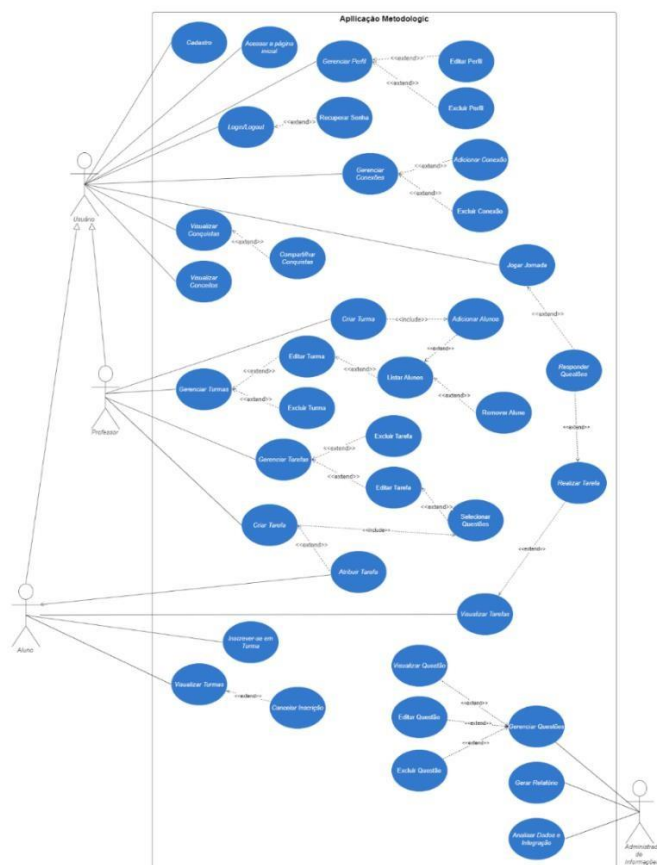 Apllicação Metodologic
Cadastro
Acessar a página
inicial
Gerenciar Perfil
<<extend>>
Editar Perfil
<<extend>>
Excluir Perfil
Login/Logout
<<extend>>
Recuperar Senha
Gerenciar
Conexões
<<extend>>
Adicionar Conexão
<<extend>>
Excluir Conexão
Usuário
Visualizar
Conquistas
<<extend>>
Compartilhar
Conquistas
Visualizar
Conceitos
Jogar Jornada
<<extend>>
Criar Turma
<<include>>
Adicionar Alunos
<<extend>>
Editar Turma
<<extend>>
<<extend>>
Listar Alunos
Responder
Questões
Gerenciar Turmas
<<extend>>
Excluir Turma
<<extend>>
Remover Aluno
Professor
<<extend>>
Excluir Tarefa
<<extend>>
Gerenciar Tarefas
<<extend>>
Editar Tarefa
<<extend>>
Realizar Tarefa
Criar Tarefa
<<include>>
Selecionar
Questões
<<extend>>
<<extend>>
Atribuir Tarefa
Aluno
Visualizar Tarefas
Inscrever-se em
Turma
Visualizar Turmas
<<extend>>
Cancelar Inscrição
Visualizar Questão
<<extend>>
Editar Questão
<<extend>>
Gerenciar Questões
<<extend>>
Excluir Questão
Gerar Relatório
Analisar Dados e
Integração
Administrad
de
Informações